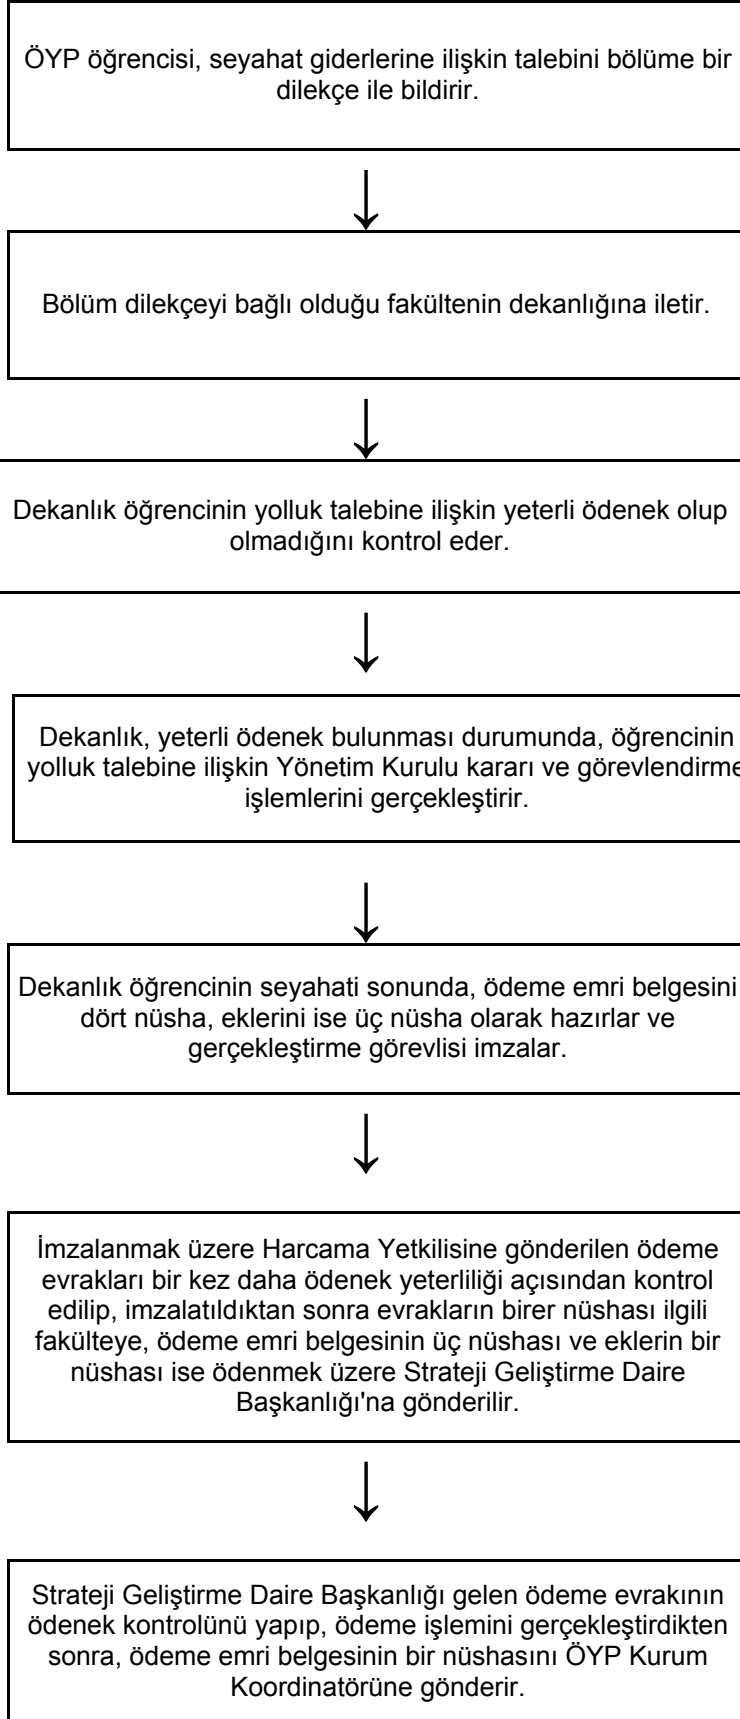 ÖYP öğrencisi, seyahat giderlerine ilişkin talebini bölüme bir
dilekçe ile bildirir.
Bölüm dilekçeyi bağlı olduğu fakültenin dekanlığına iletir.
Dekanlık öğrencinin yolluk talebine ilişkin yeterli ödenek olup
olmadığını kontrol eder.
Dekanlık, yeterli ödenek bulunması durumunda, öğrencinin
yolluk talebine ilişkin Yönetim Kurulu kararı ve görevlendirme
işlemlerini gerçekleştirir.
Dekanlık öğrencinin seyahati sonunda, ödeme emri belgesini
dört nüsha, eklerini ise üç nüsha olarak hazırlar ve
gerçekleştirme görevlisi imzalar.
İmzalanmak üzere Harcama Yetkilisine gönderilen ödeme
evrakları bir kez daha ödenek yeterliliği açısından kontrol
edilip, imzalatıldıktan sonra evrakların birer nüshası ilgili
fakülteye, ödeme emri belgesinin üç nüshası ve eklerin bir
nüshası ise ödenmek üzere Strateji Geliştirme Daire
Başkanlığı'na gönderilir.
Strateji Geliştirme Daire Başkanlığı gelen ödeme evrakının
ödenek kontrolünü yapıp, ödeme işlemini gerçekleştirdikten
sonra, ödeme emri belgesinin bir nüshasını ÖYP Kurum
Koordinatörüne gönderir.